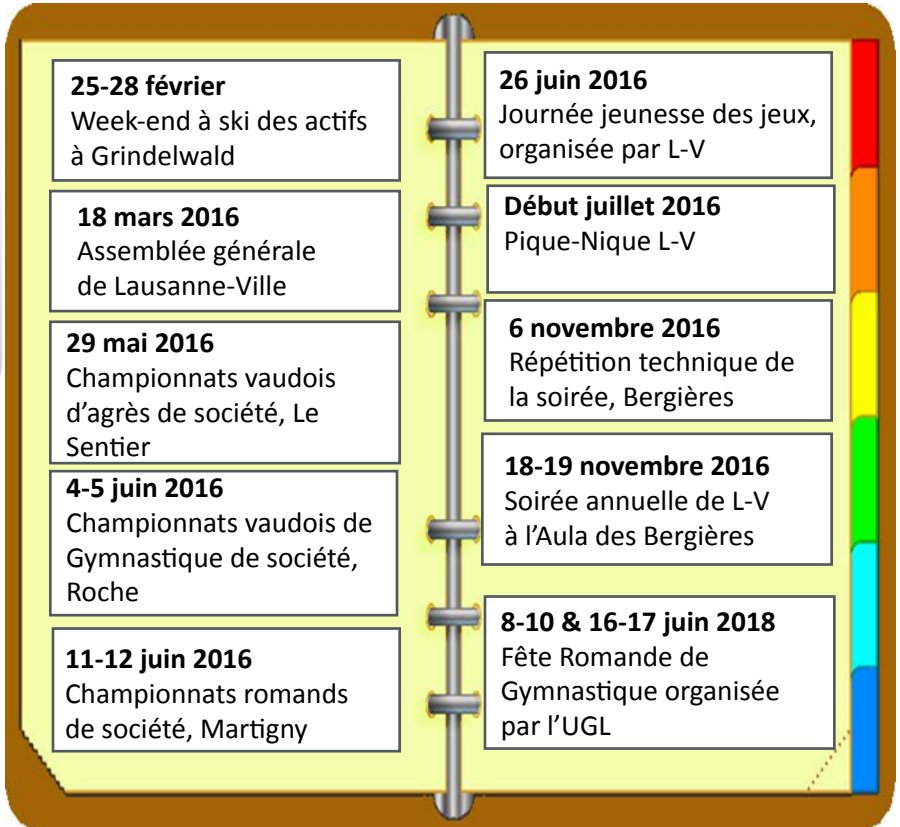 25-28 février
Week-end à ski des actifs
à Grindelwald
18 mars 2016
Assemblée générale
de Lausanne-Ville
29 mai 2016
Championnats vaudois
d’agrès de société, Le
Sentier
4-5 juin 2016
Championnats vaudois de
Gymnastique de société,
Roche
11-12 juin 2016
Championnats romands
de société, Martigny
26 juin 2016
Journée jeunesse des jeux,
organisée par L-V
Début juillet 2016
Pique-Nique L-V
6 novembre 2016
Répétition technique de
la soirée, Bergières
18-19 novembre 2016
Soirée annuelle de L-V
à l’Aula des Bergières
8-10 & 16-17 juin 2018
Fête Romande de
Gymnastique organisée
par l’UGL